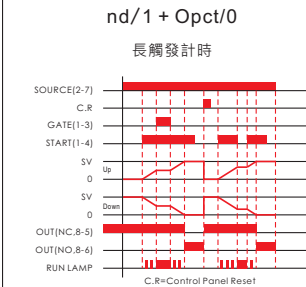 nd/1 + Opct/0
長觸發計時
SOURCE(2-7)
C.R
GATE(1-3)
START(1-4)
SV
Up
0
SV
Down
0
OUT(NC,8-5)
OUT(NO,8-6)
RUN LAMP
C.R=Control Panel Reset